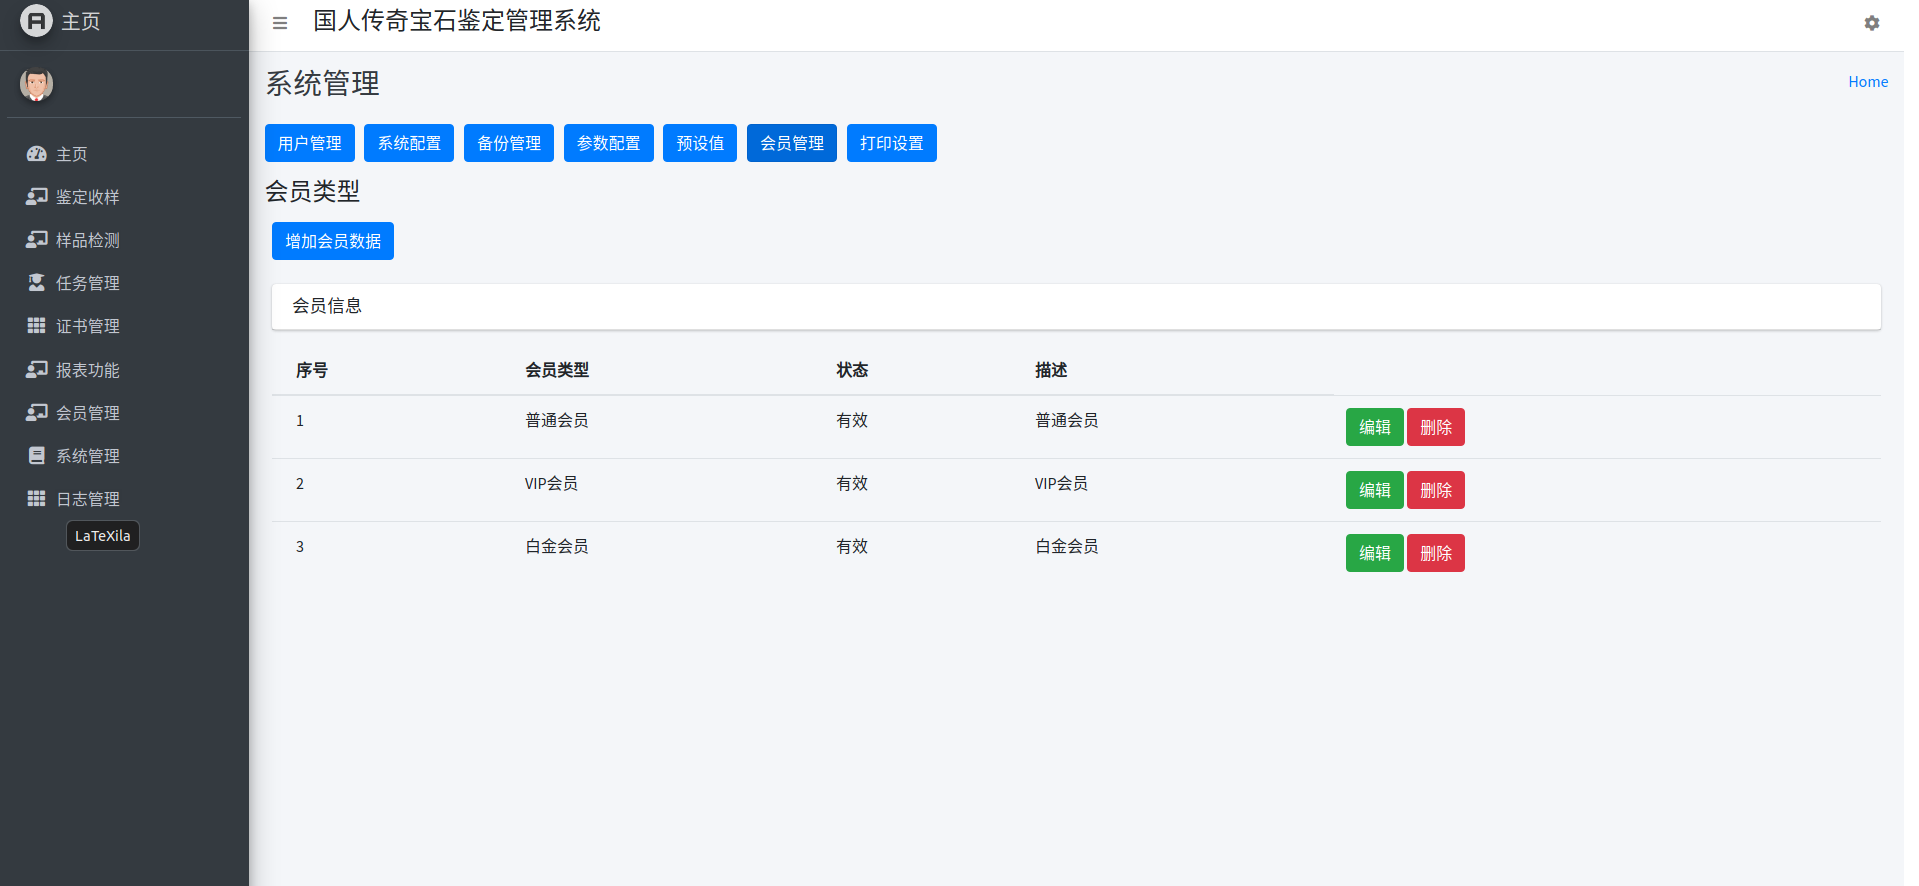 主页
国人传奇宝石鉴定管理系统
主页
鉴定收样
样品检测
任务管理
证书管理
报表功能
会员管理
系统管理
日志管理
LaTeXila
系统管理
Home
用户管理 系统配置 备份管理 参数配置 预设值 会员管理 打印设置
会员类型
增加会员数据
会员信息
序号 会员类型 状态 描述
1 普通会员 有效 普通会员 编辑 删除
2 VIP会员 有效 VIP会员 编辑 删除
3 白金会员 有效 白金会员 编辑 删除